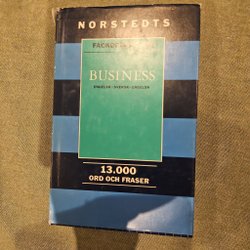 NORSTEDTS
BUSINESS
ENGELSK-SVENSK-ENGELSK
13.000
ORD OCH FRASER